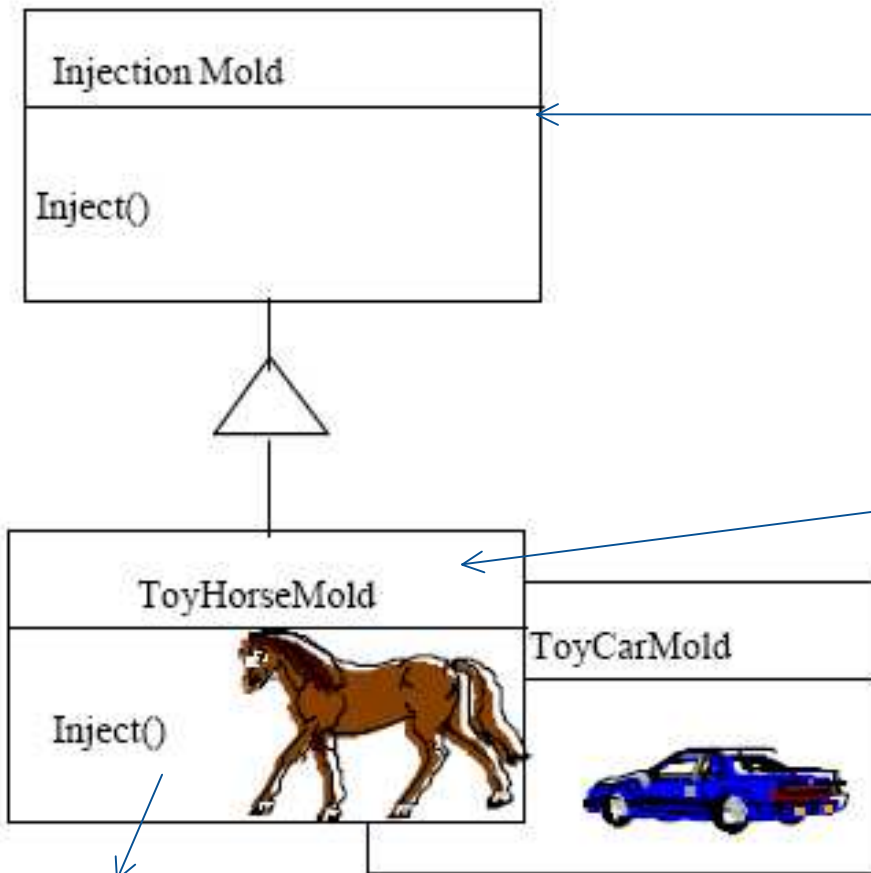 Injection Mold
Inject()
ToyHorseMold
ToyCarMold
Inject()